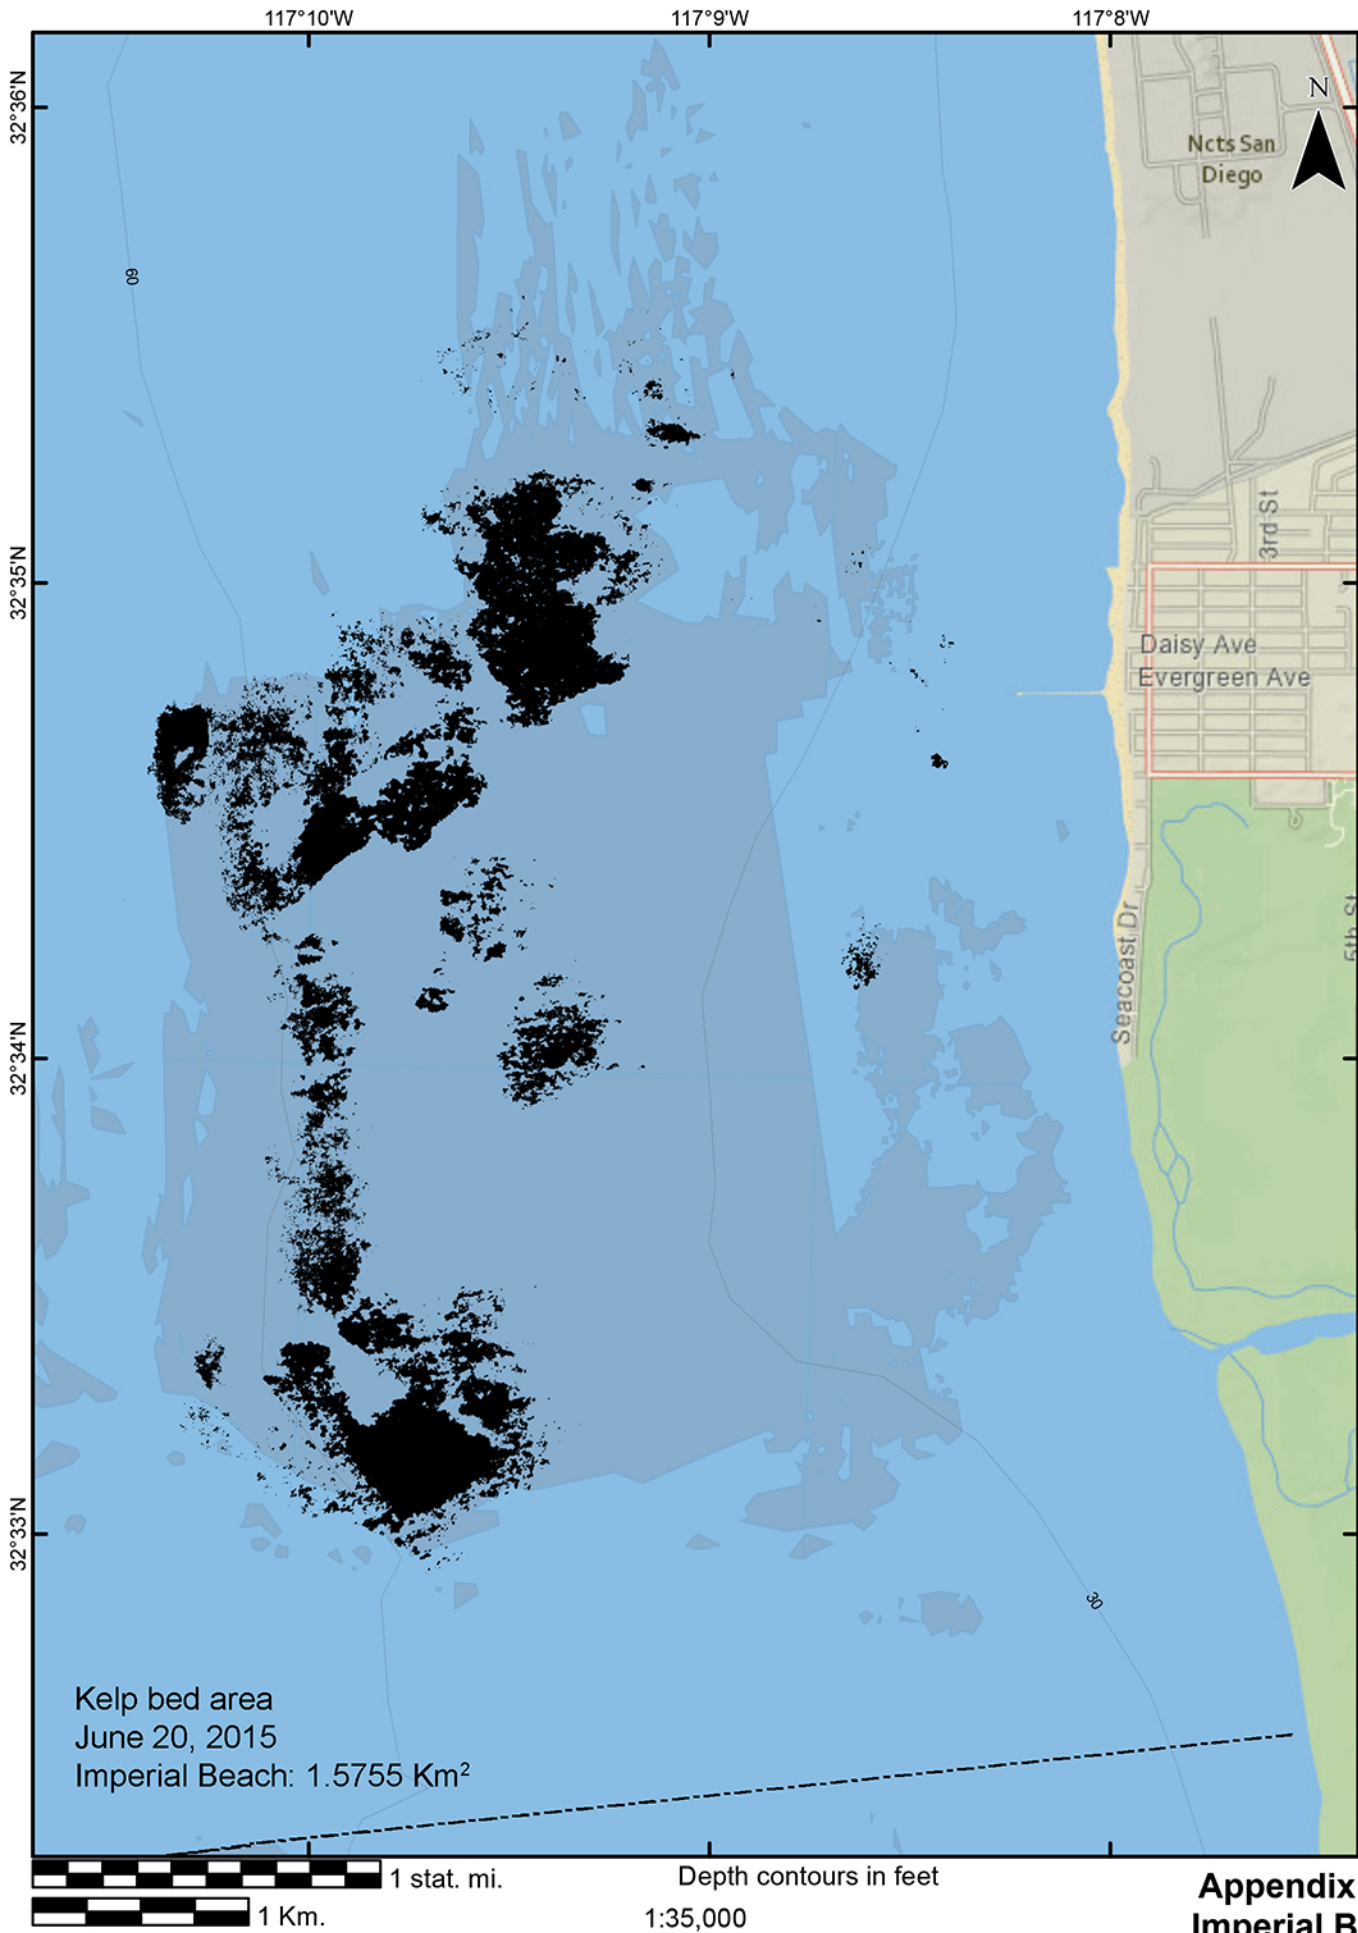 117°10'W
117°9'W
117°8'W
32°36'N
N
Ncts San
Diego
60
3rd St
32°35'N
Daisy Ave
Evergreen Ave
Seacoast Dr
32°34'N
32°33'N
30
Kelp bed area
June 20, 2015
Imperial Beach: 1.5755 Km²
1 stat. mi.
Depth contours in feet
Appendix
1 Km.
1:35,000
Imperial B